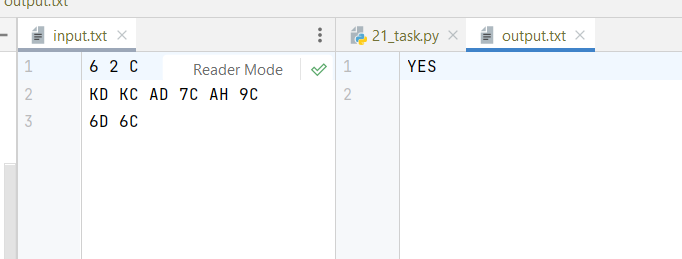 output.txt
input.txt
21_task.py
output.txt
1 6 2 C
Reader Mode
2 KD KC AD 7C AH 9C
3 6D 6C
1 YES
2